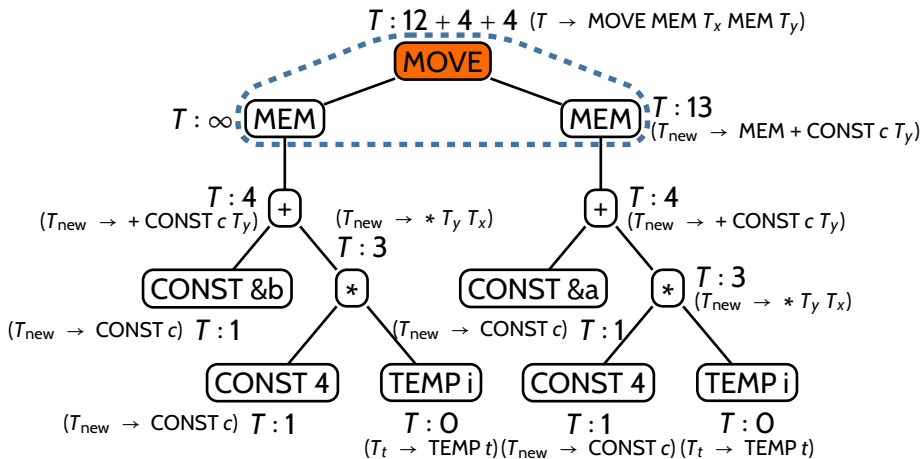 T : 12 + 4 + 4 (T → MOVE MEM Tx MEM Ty)
MOVE
T : ∞ MEM MEM T : 13
(Tnew → MEM + CONST c Ty)
T : 4 T : 4
(Tnew → + CONST c Ty) + (Tnew → * Ty Tx) + (Tnew → + CONST c Ty)
T : 3 T : 3
CONST &b * CONST &a * (Tnew → * Ty Tx)
(Tnew → CONST c) T : 1 (Tnew → CONST c) T : 1
CONST 4 TEMP i CONST 4 TEMP i
(Tnew → CONST c) T : 1 T : 0 T : 1 T : 0
(Tt → TEMP t) (Tnew → CONST c) (Tt → TEMP t)